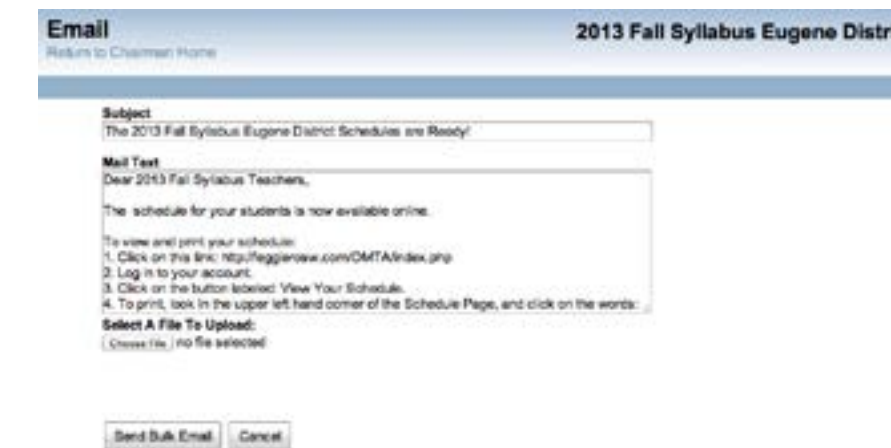 Email
2013 Fall Syllabus Eugene Distr
Return to Chairman Home
Subject
The 2013 Fall Syllabus Eugene District Schedules are Ready!
Mail Text
Dear 2013 Fall Syllabus Teachers,
The schedule for your students is now available online.
To view and print your schedule:
1. Click on this link: /OMTA/index.php
2. Log in to your account.
3. Click on the button labeled: View Your Schedule.
4. To print, look in the upper left hand corner of the Schedule Page, and click on the words:
Select A File To Upload:
Choose File no file selected
Send Bulk Email Cancel